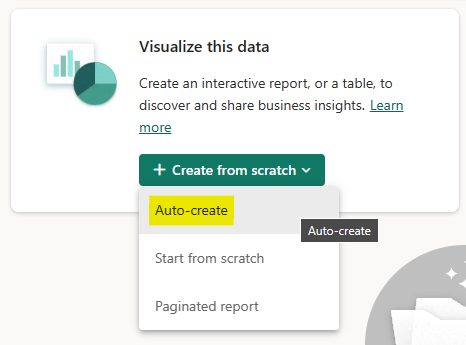 Visualize this data
Create an interactive report, or a table, to
discover and share business insights. Learn
more
+ Create from scratch
Auto-create
Auto-create
Start from scratch
Paginated report